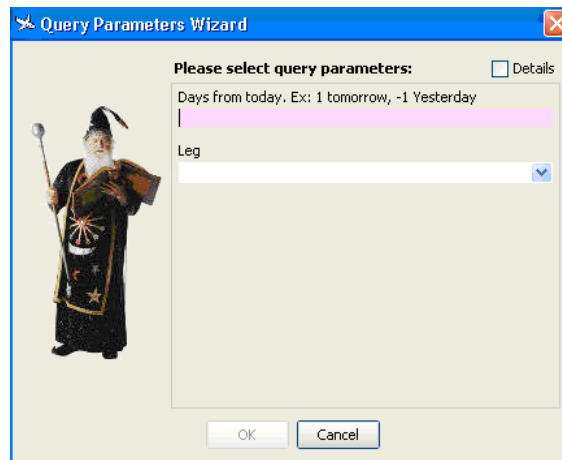 Query Parameters Wizard
Please select query parameters: Details
Days from today. Ex: 1 tomorrow, -1 Yesterday
Leg
OK Cancel